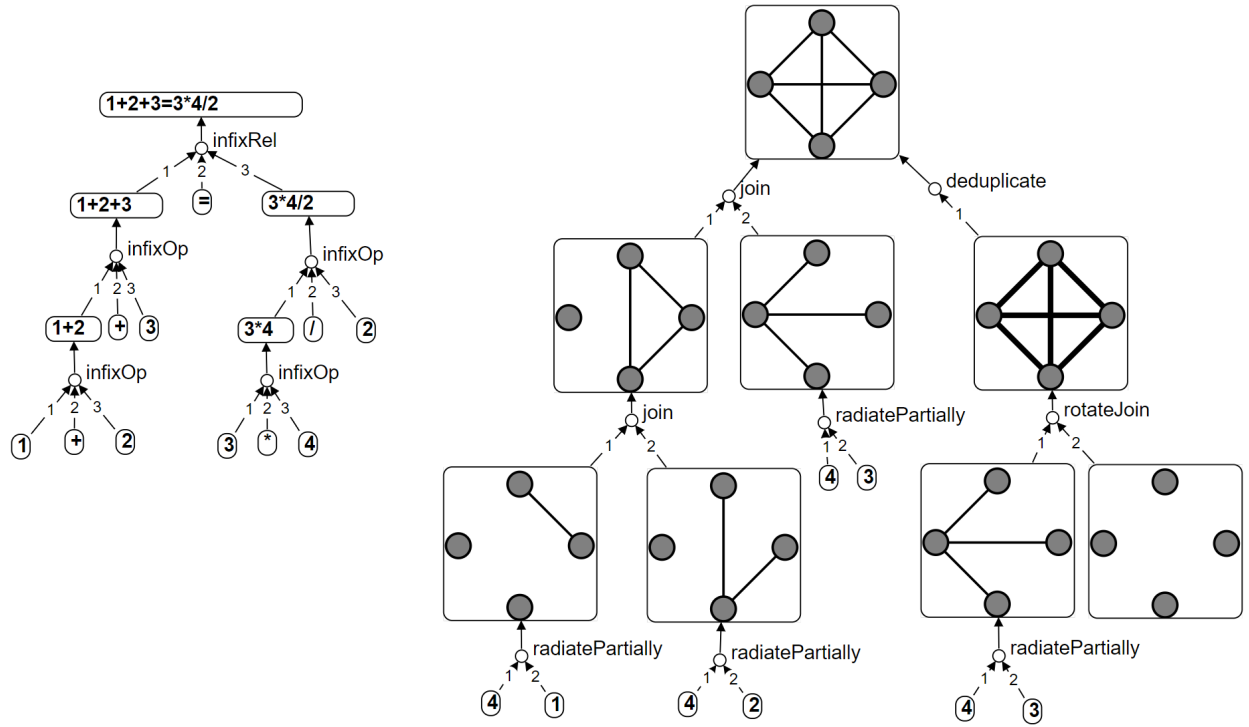 1+2+3=3*4/2
infixRel
1 2 3
1+2+3 = 3*4/2
infixOp infixOp
1 2 3 1 2 3
1+2 + 3 3*4 / 2
infixOp infixOp
1 2 3 1 2 3
1 + 2 3 * 4
join deduplicate
1 2 1
join radiatePartially rotateJoin
1 2 1 2 1 2
4 3
radiatePartially radiatePartially radiatePartially
1 2 1 2 1 2
4 1 4 2 4 3